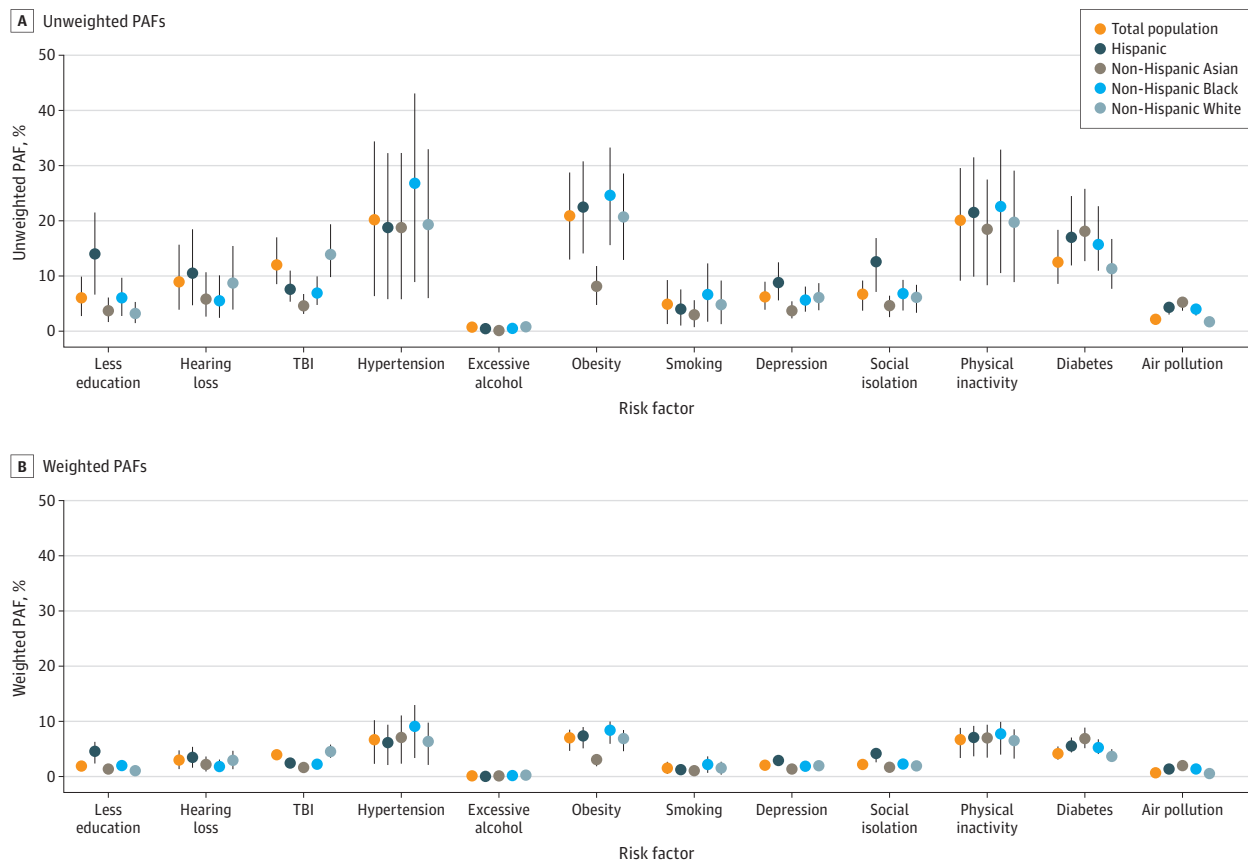 A Unweighted PAFs
Total population
Hispanic
Non-Hispanic Asian
Non-Hispanic Black
Non-Hispanic White
Unweighted PAF, %
50
40
30
20
10
0
Less education
Hearing loss
TBI
Hypertension
Excessive alcohol
Obesity
Smoking
Depression
Social isolation
Physical inactivity
Diabetes
Air pollution
Risk factor
B Weighted PAFs
Weighted PAF, %
50
40
30
20
10
0
Less education
Hearing loss
TBI
Hypertension
Excessive alcohol
Obesity
Smoking
Depression
Social isolation
Physical inactivity
Diabetes
Air pollution
Risk factor